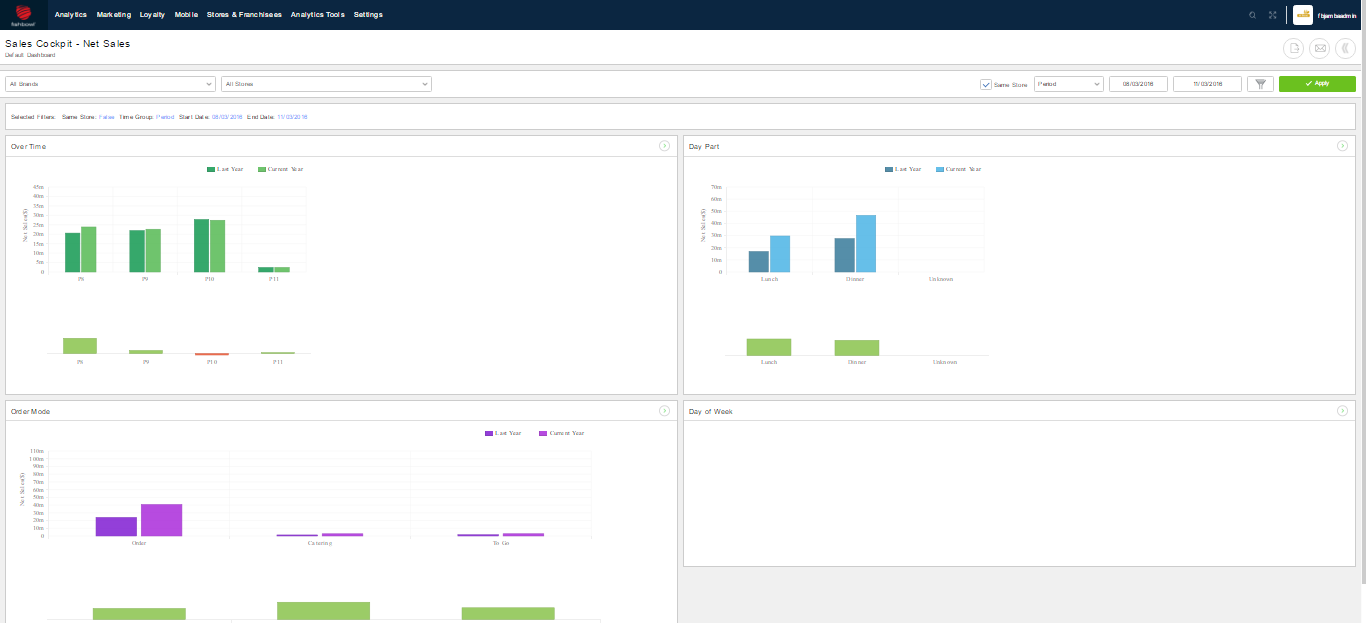 fishbowl
Analytics Marketing Loyalty Mobile Stores & Franchisees Analytics Tools Settings
fbjambaadmin
Sales Cockpit - Net Sales
Default Dashboard
All Brands
All Stores
Same Store
Period
08/03/2016
11/03/2016
Apply
Selected Filters: Same Store: False Time Group: Period Start Date: 08/03/2016 End Date: 11/03/2016
Over Time
Last Year Current Year
Net Sales($)
45m
40m
35m
30m
25m
20m
15m
10m
5m
0
P8 P9 P10 P11
P8 P9 P10 P11
Day Part
Last Year Current Year
Net Sales($)
70m
60m
50m
40m
30m
20m
10m
0
Lunch Dinner Unknown
Lunch Dinner Unknown
Order Mode
Last Year Current Year
Net Sales($)
110m
100m
90m
80m
70m
60m
50m
40m
30m
20m
10m
0
Order Catering To Go
Day of Week